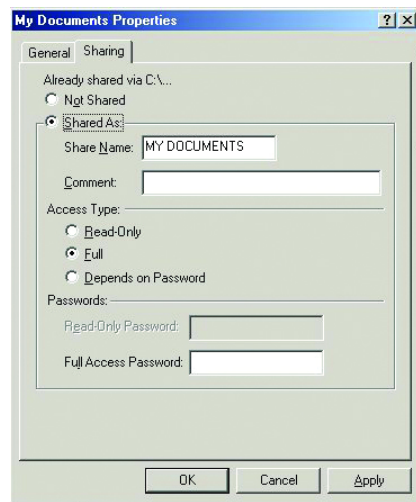 My Documents Properties
General Sharing
Already shared via C:\...
Not Shared
Shared As:
Share Name: MY DOCUMENTS
Comment:
Access Type:
Read-Only
Full
Depends on Password
Passwords:
Read-Only Password:
Full Access Password:
OK Cancel Apply